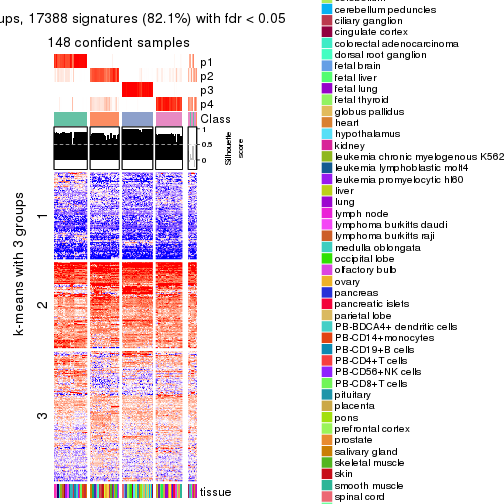 ups, 17388 signatures (82.1%) with fdr < 0.05
148 confident samples
p1
p2
p3
p4
Class
1
0.5
0
Silhouette
score
k-means with 3 groups
1
2
3
tissue
cerebellum peduncles
ciliary ganglion
cingulate cortex
colorectal adenocarcinoma
dorsal root ganglion
fetal brain
fetal liver
fetal lung
fetal thyroid
globus pallidus
heart
hypothalamus
kidney
leukemia chronic myelogenous K562
leukemia lymphoblastic molt4
leukemia promyelocytic hl60
liver
lung
lymph node
lymphoma burkitts daudi
lymphoma burkitts raji
medulla oblongata
occipital lobe
olfactory bulb
ovary
pancreas
pancreatic islets
parietal lobe
PB-BDCA4+ dendritic cells
PB-CD14+monocytes
PB-CD19+B cells
PB-CD4+T cells
PB-CD56+NK cells
PB-CD8+T cells
pituitary
placenta
pons
prefrontal cortex
prostate
salivary gland
skeletal muscle
skin
smooth muscle
spinal cord